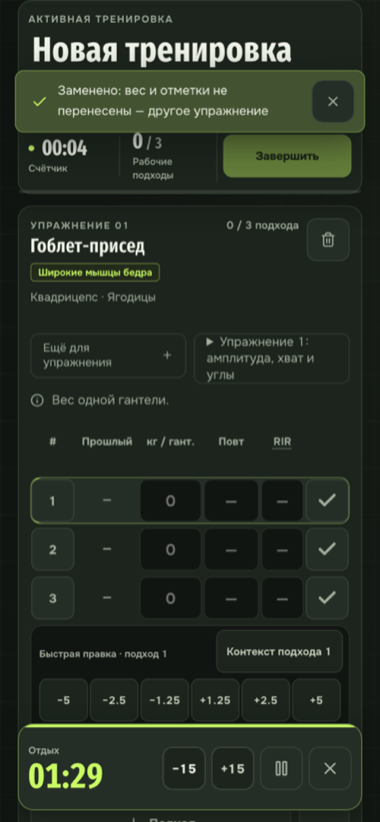 АКТИВНАЯ ТРЕНИРОВКА
Новая тренировка
Заменено: вес и отметки не
перенесены — другое упражнение
00:04
Счётчик
0 / 3
Рабочие
подходы
Завершить
УПРАЖНЕНИЕ 01
0 / 3 подхода
Гоблет-присед
Широкие мышцы бедра
Квадрицепс · Ягодицы
Ещё для
упражнения
+
▶ Упражнение 1:
амплитуда, хват и
углы
Вес одной гантели.
# Прошлый кг / гант. Повт RIR
1 – 0 – –
2 – 0 – –
3 – 0 – –
Быстрая правка · подход 1
Контекст подхода 1
-5 -2.5 -1.25 +1.25 +2.5 +5
Отдых
01:29
-15 +15